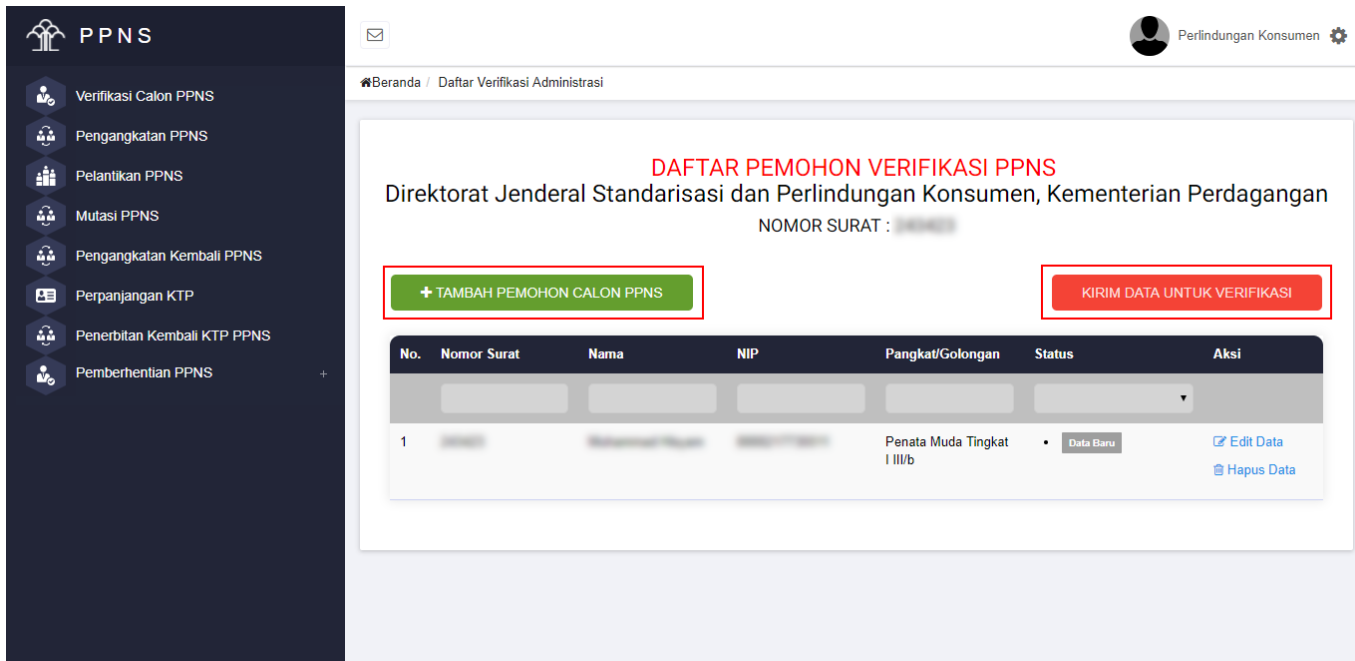 PPNS
Perlindungan Konsumen
Beranda / Daftar Verifikasi Administrasi
Verifikasi Calon PPNS
Pengangkatan PPNS
Pelantikan PPNS
Mutasi PPNS
Pengangkatan Kembali PPNS
Perpanjangan KTP
Penerbitan Kembali KTP PPNS
Pemberhentian PPNS +
DAFTAR PEMOHON VERIFIKASI PPNS
Direktorat Jenderal Standarisasi dan Perlindungan Konsumen, Kementerian Perdagangan
NOMOR SURAT :
+ TAMBAH PEMOHON CALON PPNS
KIRIM DATA UNTUK VERIFIKASI
No. Nomor Surat Nama NIP Pangkat/Golongan Status Aksi
1 Penata Muda Tingkat • Data Baru Edit Data
I III/b
Hapus Data